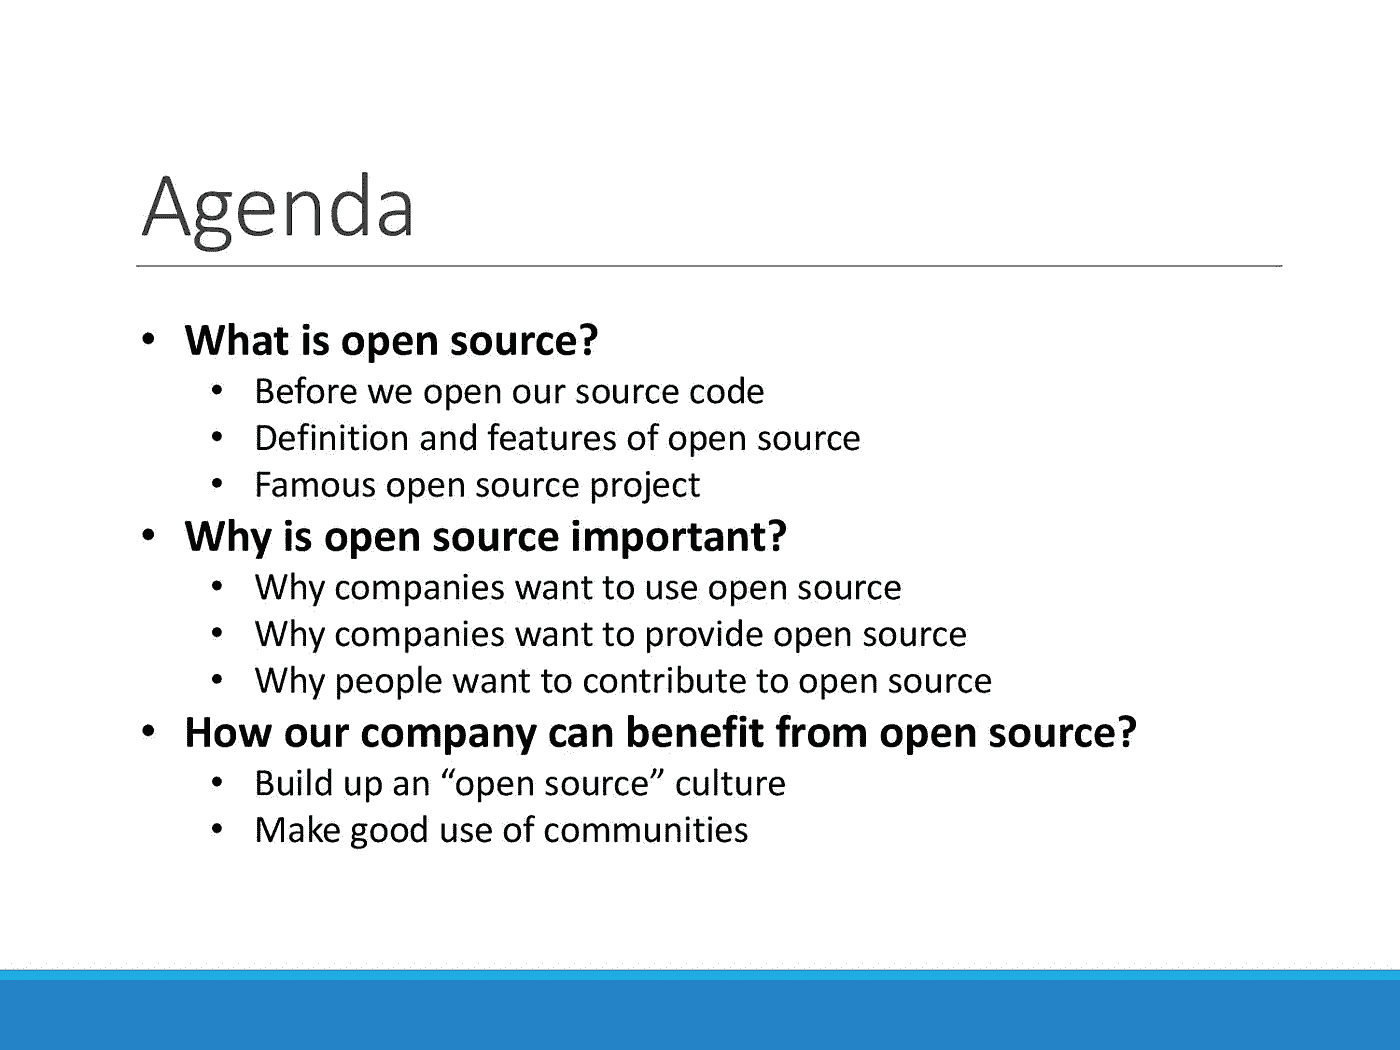 Agenda
• What is open source?
• Before we open our source code
• Definition and features of open source
• Famous open source project
• Why is open source important?
• Why companies want to use open source
• Why companies want to provide open source
• Why people want to contribute to open source
• How our company can benefit from open source?
• Build up an “open source” culture
• Make good use of communities